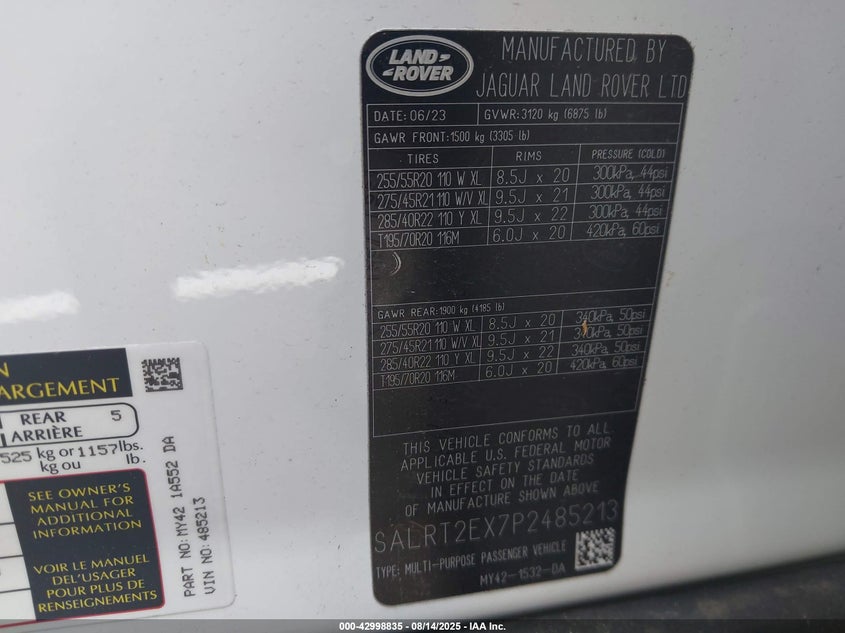 LAND ROVER
MANUFACTURED BY
JAGUAR LAND ROVER LTD
DATE: 06/23 GVWR:3120 kg (6875 lb)
GAWR FRONT:1500 kg (3305 lb)
TIRES RIMS PRESSURE (COLD)
255/55R20 110 W XL 8.5J x 20 300kPa, 44psi
275/45R21 110 W/V XL 9.5J x 21 300kPa, 44psi
285/40R22 110 Y XL 9.5J x 22 300kPa, 44psi
T195/70R20 116M 6.0J x 20 420kPa, 60psi
GAWR REAR:1900 kg (4185 lb)
255/55R20 110 W XL 8.5J x 20 340kPa, 50psi
275/45R21 110 W/V XL 9.5J x 21 340kPa, 50psi
285/40R22 110 Y XL 9.5J x 22 340kPa, 50psi
T195/70R20 116M 6.0J x 20 420kPa, 60psi
THIS VEHICLE CONFORMS TO ALL
APPLICABLE U.S. FEDERAL MOTOR
VEHICLE SAFETY STANDARDS
IN EFFECT ON THE DATE
OF MANUFACTURE SHOWN ABOVE
SALRT2EX7P2485213
TYPE: MULTI-PURPOSE PASSENGER VEHICLE
MY42-1532-DA
N
ARGEMENT
REAR 5
ARRIÈRE
525 kg or 1157 lbs.
kg ou lb.
SEE OWNER'S
MANUAL FOR
ADDITIONAL
INFORMATION
VOIR LE MANUEL
DEL'USAGER
POUR PLUS DE
RENSEIGNEMENTS
PART NO: MY42 1A552 DA
VIN NO: 485213
000-42998835 - 08/14/2025 - IAA Inc.